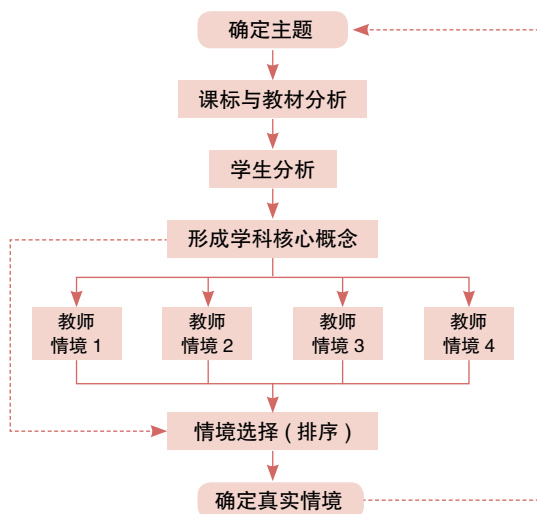 确定主题
课标与教材分析
学生分析
形成学科核心概念
教师
情境 1
教师
情境 2
教师
情境 3
教师
情境 4
情境选择 ( 排序 )
确定真实情境